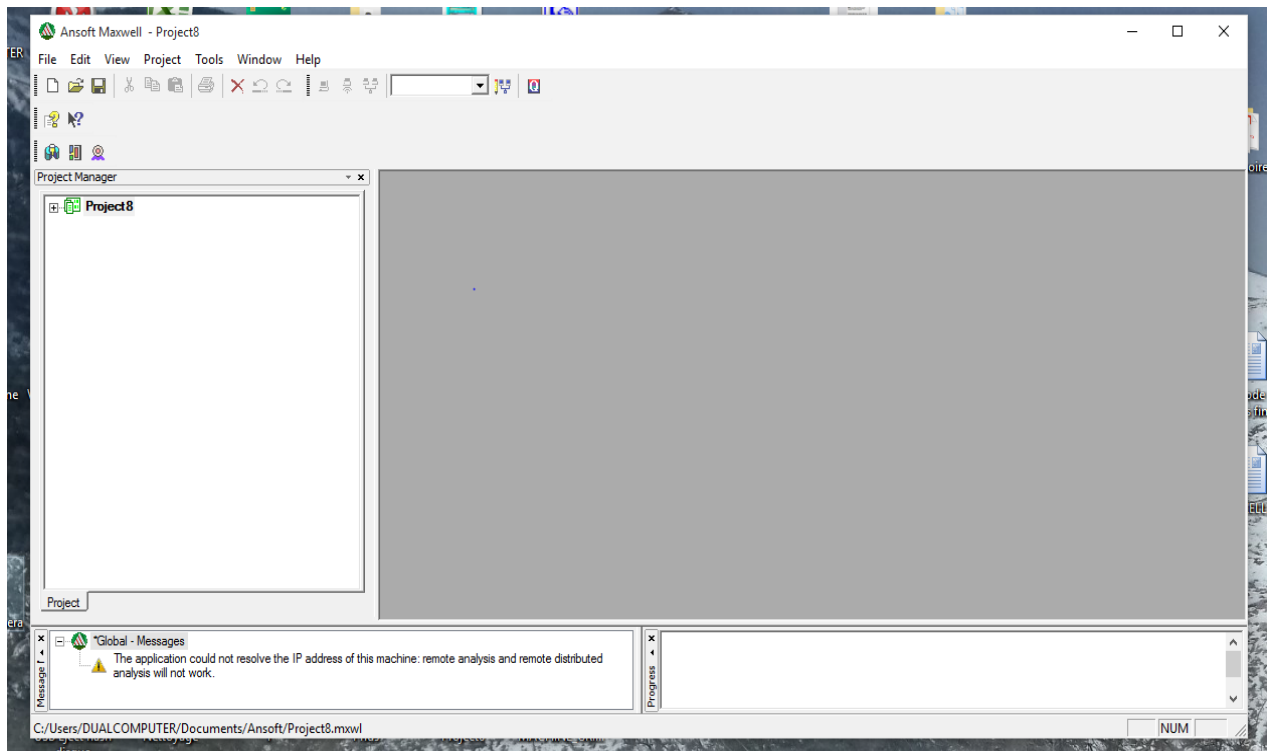 Ansoft Maxwell - Project8
File Edit View Project Tools Window Help
Project Manager
Project8
Project
Message
*Global - Messages
The application could not resolve the IP address of this machine: remote analysis and remote distributed
analysis will not work.
Progress
C:/Users/DUALCOMPUTER/Documents/Ansoft/Project8.mxwl
NUM